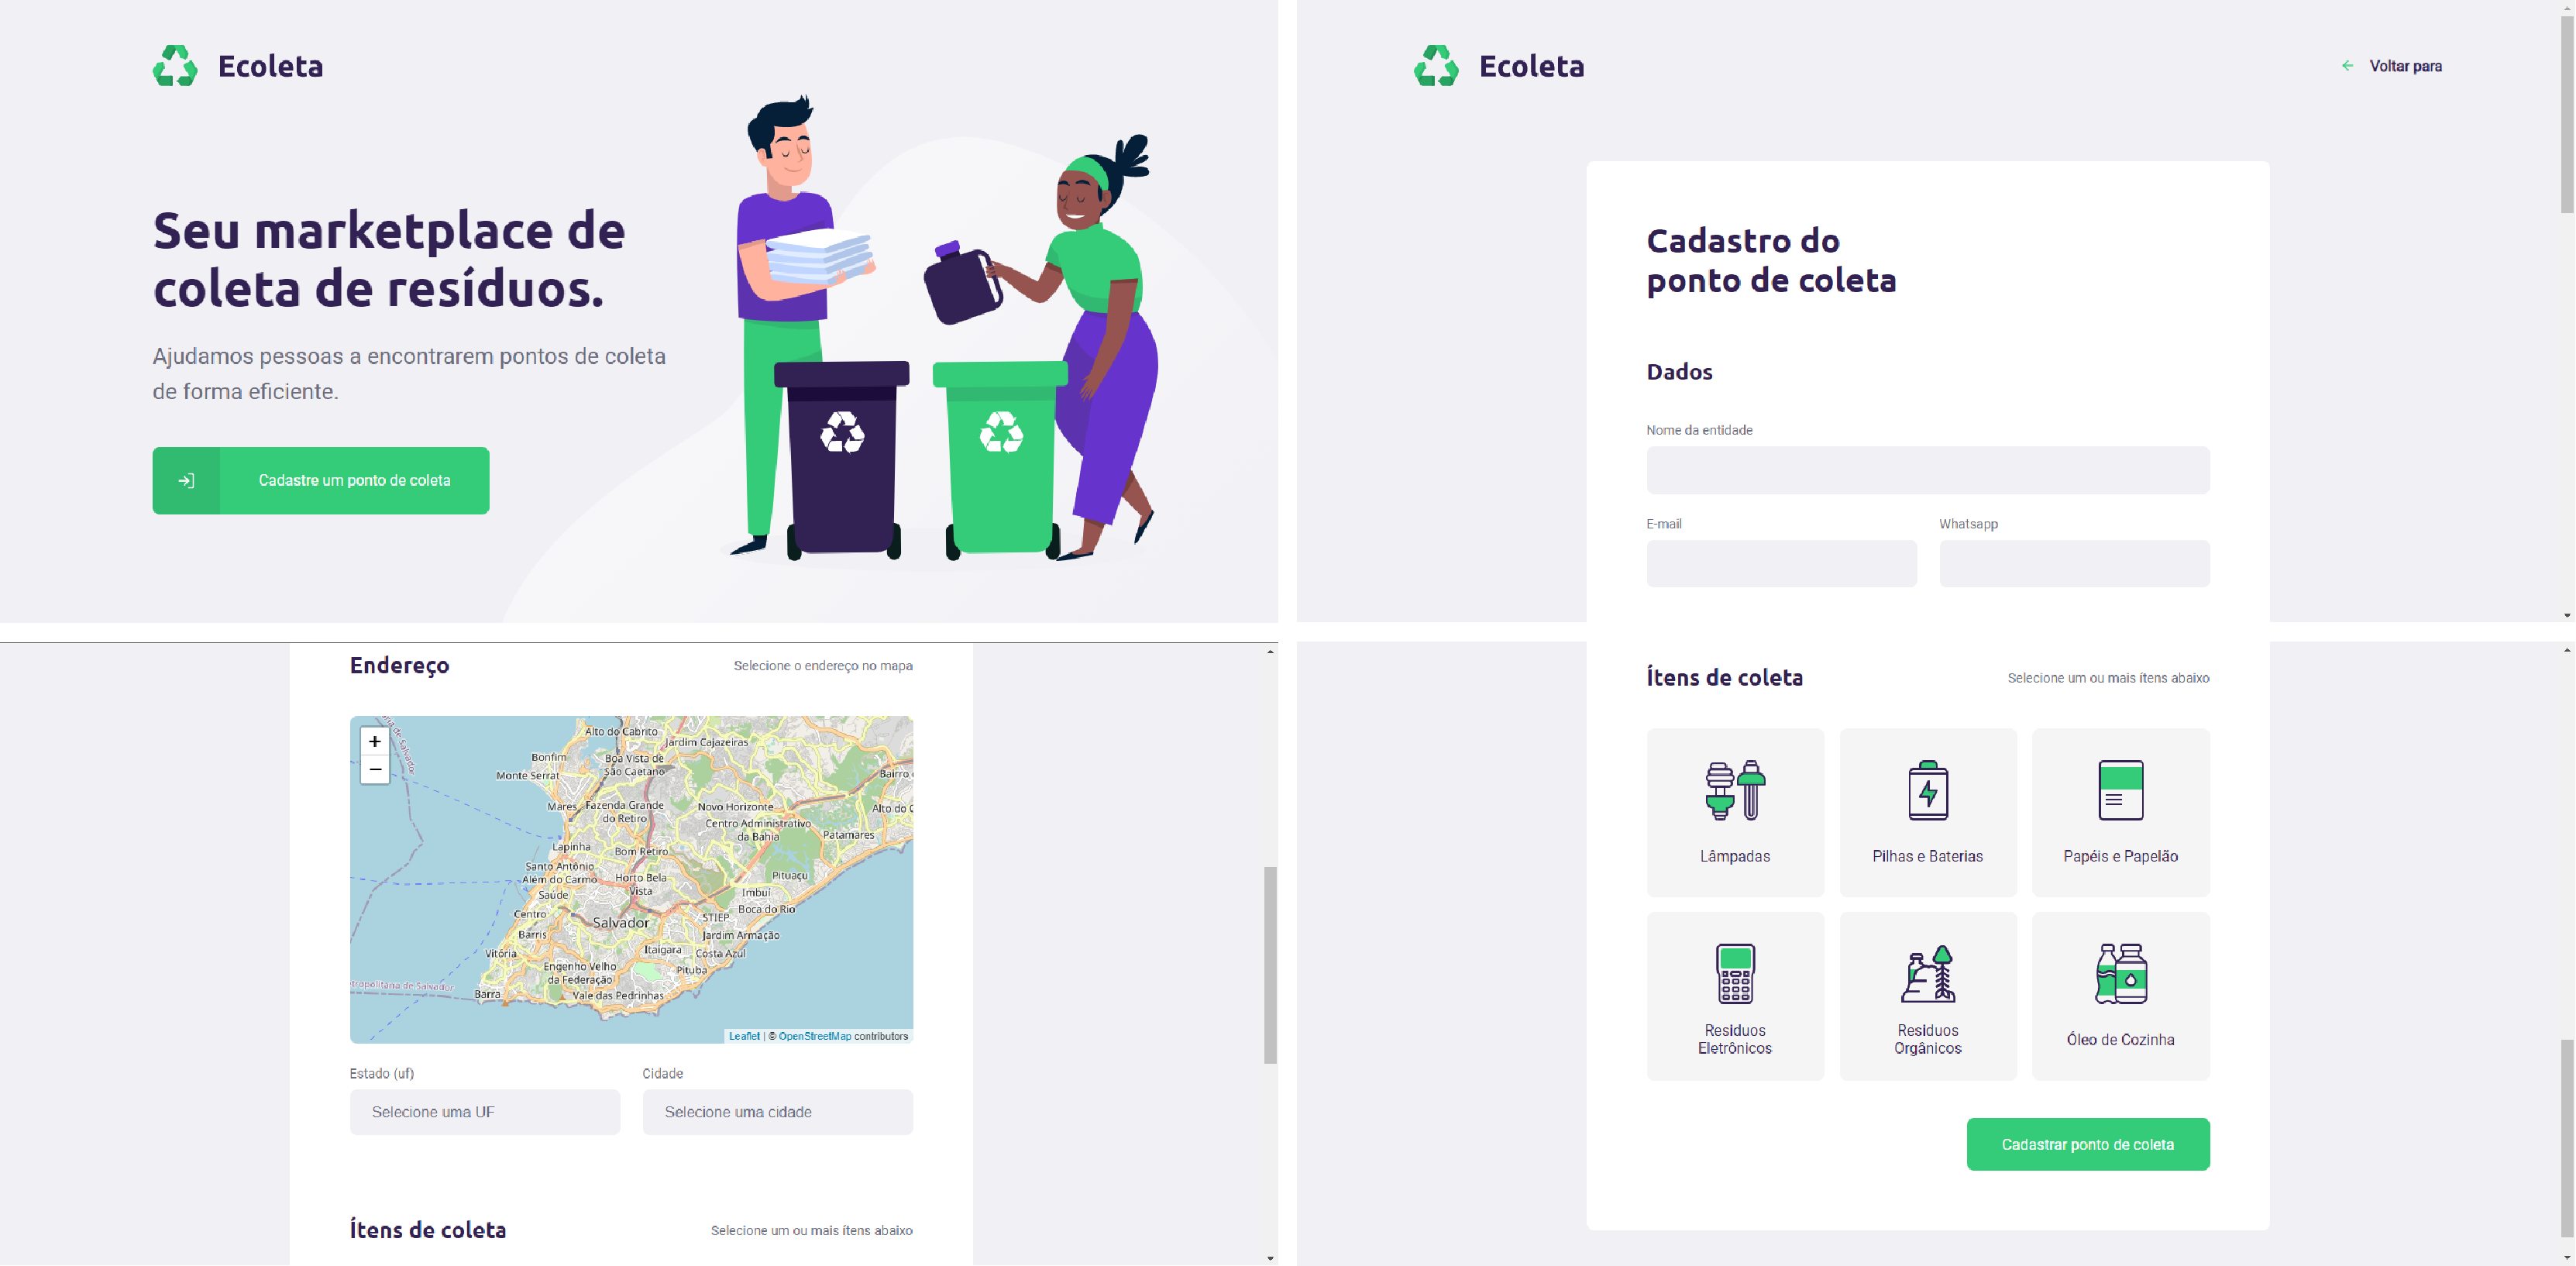 Ecoleta
Seu marketplace de
coleta de resíduos.
Ajudamos pessoas a encontrarem pontos de coleta
de forma eficiente.
Cadastre um ponto de coleta
Ecoleta
Voltar para
Cadastro do
ponto de coleta
Dados
Nome da entidade
E-mail
Whatsapp
Endereço
Selecione o endereço no mapa
+
−
Alto do Cabrito
Jardim Cajazeiras
Bonfim
Boa Vista de
São Caetano
Monte Serrat
Bairro
Mares
Fazenda Grande
do Retiro
Novo Horizonte
Alto do C
Centro Administrativo
da Bahia
Patamares
Lapinha
Bom Retiro
Santo Antônio
Além do Carmo
Horto Bela
Vista
Pituaçu
Saúde
Imbuí
Centro
Boca do Rio
Salvador
STIEP
Barris
Jardim Armação
Vitória
Itaigara
Costa Azul
Engenho Velho
da Federação
Pituba
tropolitana de Salvador
Barra
Vale das Pedrinhas
Leaflet | © OpenStreetMap contributors
Estado (uf)
Cidade
Selecione uma UF
Selecione uma cidade
Ítens de coleta
Selecione um ou mais ítens abaixo
Ítens de coleta
Selecione um ou mais ítens abaixo
Lâmpadas
Pilhas e Baterias
Papéis e Papelão
Resíduos
Eletrônicos
Resíduos
Orgânicos
Óleo de Cozinha
Cadastrar ponto de coleta